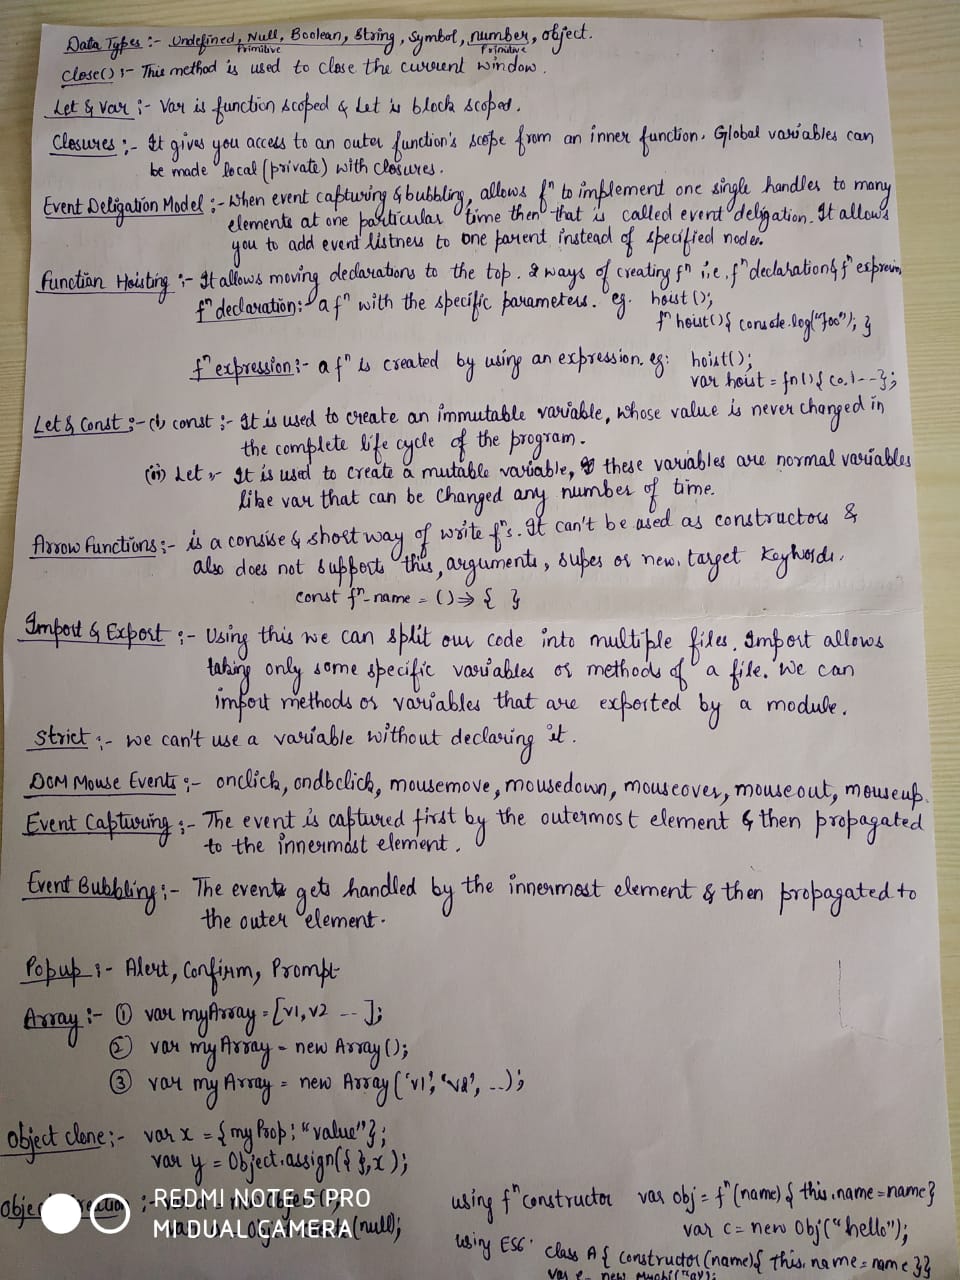 Data Types :- Undefined, Null, Boolean, String, Symbol, number, object.
Primitive Primitive
Close() :- This method is used to close the current window.
Let & Var :- Var is function scoped & Let is block scoped.
Closures :- It gives you access to an outer function's scope from an inner function. Global variables can
be made local (private) with closures.
Event Deligation Model :- When event capturing & bubbling, allows fⁿ to implement one single handles to many
elements at one particular time then that is called event deligation. It allows
you to add event listners to one parent instead of specified nodes.
Function Hoisting :- It allows moving declarations to the top. 2 ways of creating fⁿ i.e, fⁿ declaration & fⁿ
fⁿ declaration :- a fⁿ with the specific parameters. eg. hoist();
fⁿ hoist(){ console.log("foo"); }
fⁿ expression :- a fⁿ is created by using an expression. eg: hoist();
var hoist = fn(){ co.l--};
Let & Const :- (i) const :- It is used to create an immutable variable, whose value is never changed in
the complete life cycle of the program.
(ii) Let :- It is used to create a mutable variable, these variables are normal variables
like var that can be changed any number of time.
Arrow Functions :- is a consise & short way of write fⁿs. It can't be used as constructors &
also does not supports this, arguments, super or new.target keywords.
const fⁿ_name = () => { }
Import & Export :- Using this we can split our code into multiple files. Import allows
taking only some specific variables or methods of a file. We can
import methods or variables that are exported by a module.
Strict :- we can't use a variable without declaring it.
DOM Mouse Events :- onclick, ondbclick, mousemove, mousedown, mouseover, mouseout, mouseup.
Event Capturing :- The event is captured first by the outermost element & then propagated
to the innermost element.
Event Bubbling :- The event gets handled by the innermost element & then propagated to
the outer element.
Popup :- Alert, Confirm, Prompt
Array :- ① var myArray = [v1, v2 --];
② var myArray = new Array();
③ var myArray = new Array('v1', 'v2', --);
Object clone :- var x = {myProp: "value"};
var y = Object.assign({ }, x);
using fⁿ constructor var obj = fⁿ (name) { this.name = name}
(null); var c = new Obj("hello");
using ES6: class A { constructor(name){ this.name = name }}
REDMI NOTE 5 PRO
MI DUAL CAMERA